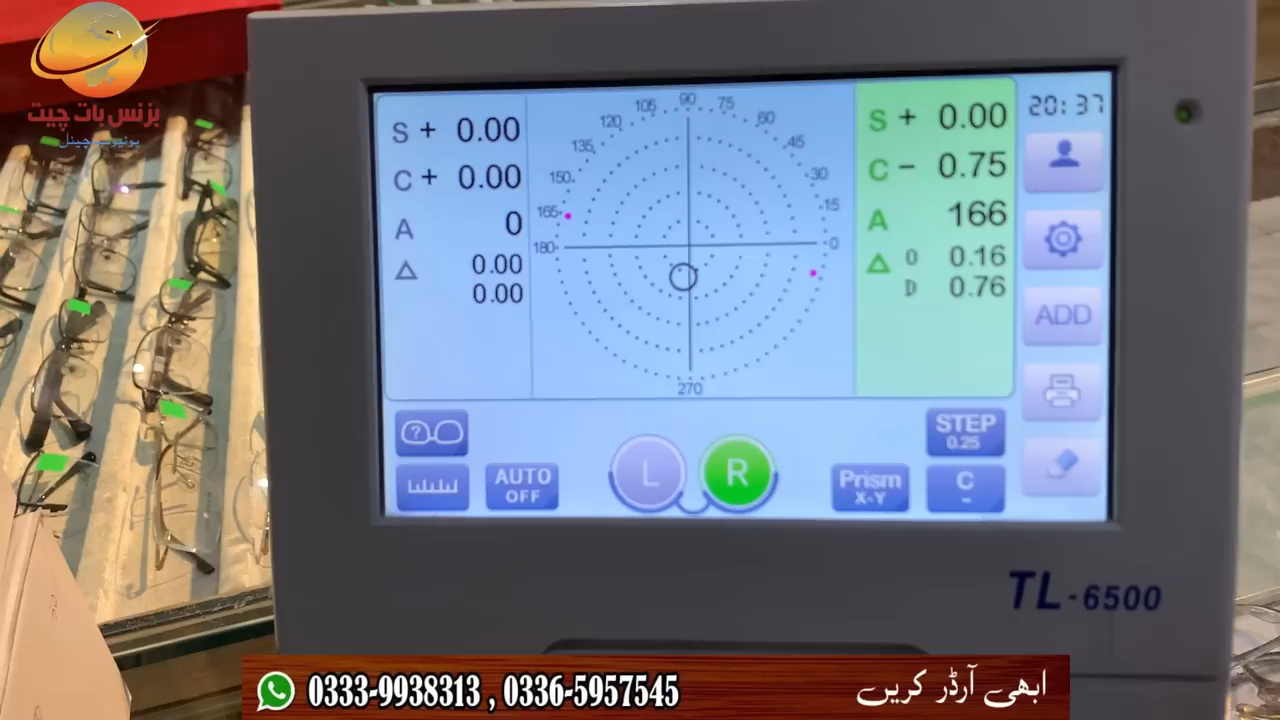 بزنس بات چیت
یوٹیوب چینل
S + 0.00
C + 0.00
A 0
△ 0.00
0.00
90
105 75
120 60
135 45
150 30
165 15
180 0
270
S + 0.00
C - 0.75
A 166
△ O 0.16
D 0.76
20:37
ADD
?
AUTO
OFF
L
R
Prism
X-Y
STEP
0.25
C
-
TL-6500
0333-9938313 , 0336-5957545
ابھی آرڈر کریں